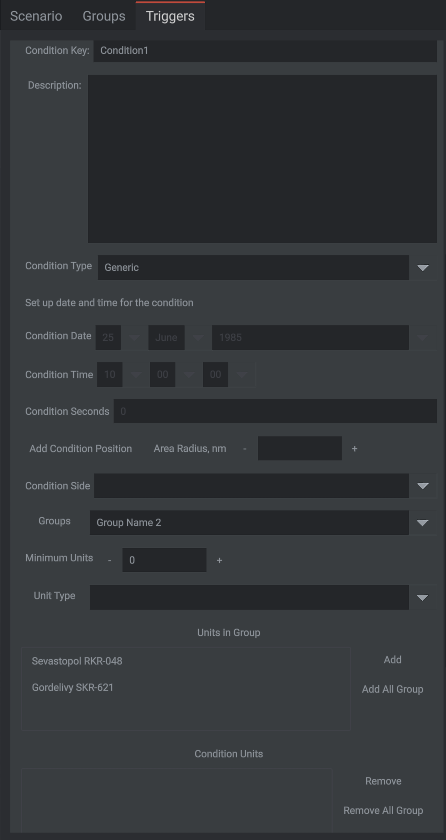 Scenario Groups Triggers
Condition Key: Condition1
Description:
Condition Type Generic
Set up date and time for the condition
Condition Date 25 June 1985
Condition Time 10 00 00
Condition Seconds 0
Add Condition Position Area Radius, nm - +
Condition Side
Groups Group Name 2
Minimum Units - 0 +
Unit Type
Units In Group
Sevastopol RKR-048 Add
Gordelivy SKR-621 Add All Group
Condition Units
Remove
Remove All Group